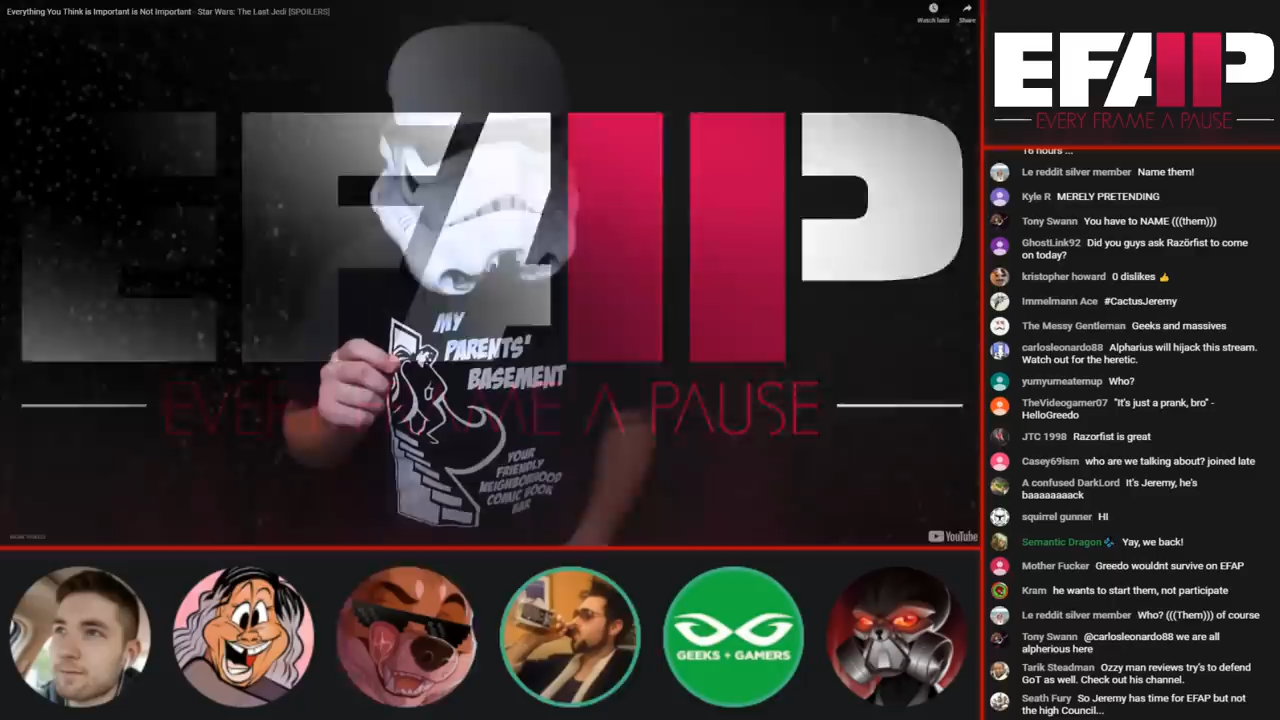 Everything You Think is Important is Not Important - Star Wars: The Last Jedi [SPOILERS]
Watch later
Share
EFAP
EVERY FRAME A PAUSE
MY
PARENTS'
BASEMENT
YOUR
FRIENDLY
NEIGHBORHOOD
COMIC BOOK
BAR
YouTube
GEEKS + GAMERS
EFAP
EVERY FRAME A PAUSE
16 hours ...
Le reddit silver member Name them!
Kyle R MERELY PRETENDING
Tony Swann You have to NAME (((them)))
GhostLink92 Did you guys ask Razörfist to come
on today?
kristopher howard 0 dislikes 👍
Immelmann Ace #CactusJeremy
The Messy Gentleman Geeks and massives
carlosleonardo88 Alpharius will hijack this stream.
Watch out for the heretic.
yumyumeatemup Who?
TheVideogamer07 "It's just a prank, bro" -
HelloGreedo
JTC 1998 Razorfist is great
Casey69ism who are we talking about? joined late
A confused DarkLord It's Jeremy, he's
baaaaaaaack
squirrel gunner HI
Semantic Dragon Yay, we back!
Mother Fucker Greedo wouldnt survive on EFAP
Kram he wants to start them, not participate
Le reddit silver member Who? (((Them))) of course
Tony Swann @carlosleonardo88 we are all
alpherious here
Tarik Steadman Ozzy man reviews try's to defend
GoT as well. Check out his channel.
Seath Fury So Jeremy has time for EFAP but not
the high Council...